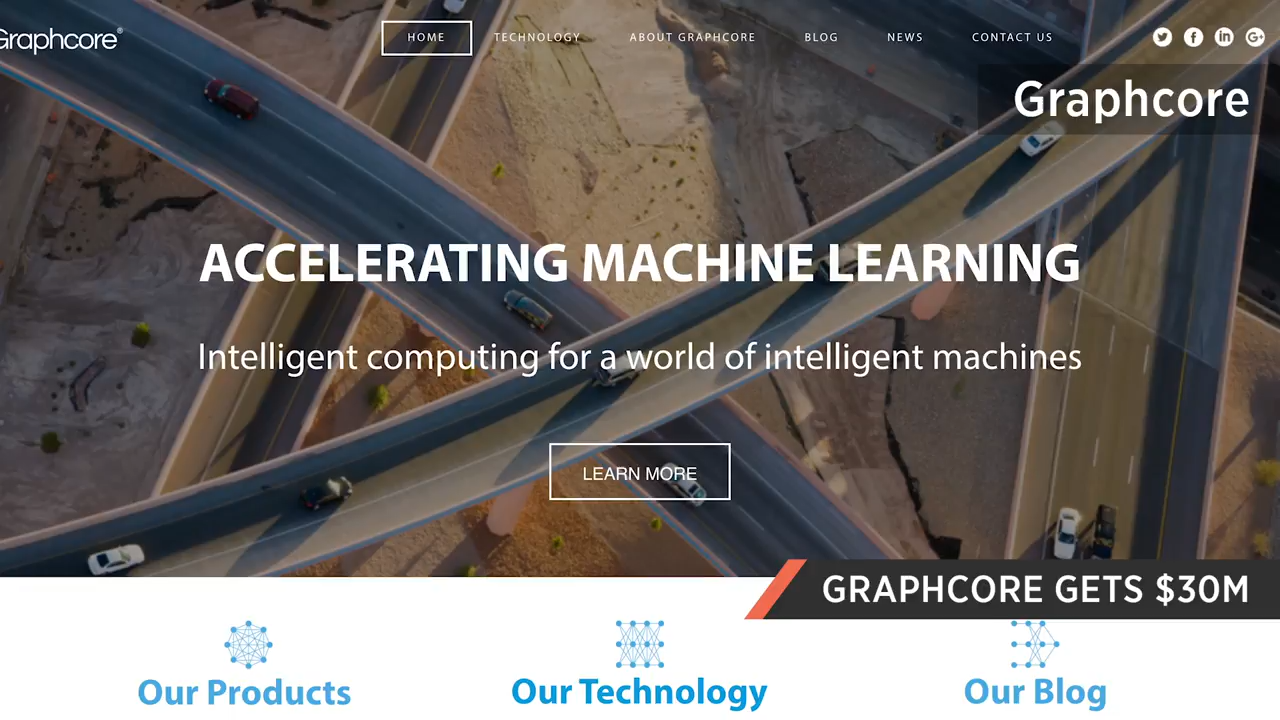 Graphcore®
HOME TECHNOLOGY ABOUT GRAPHCORE BLOG NEWS CONTACT US
Graphcore
ACCELERATING MACHINE LEARNING
Intelligent computing for a world of intelligent machines
LEARN MORE
GRAPHCORE GETS $30M
Our Products Our Technology Our Blog